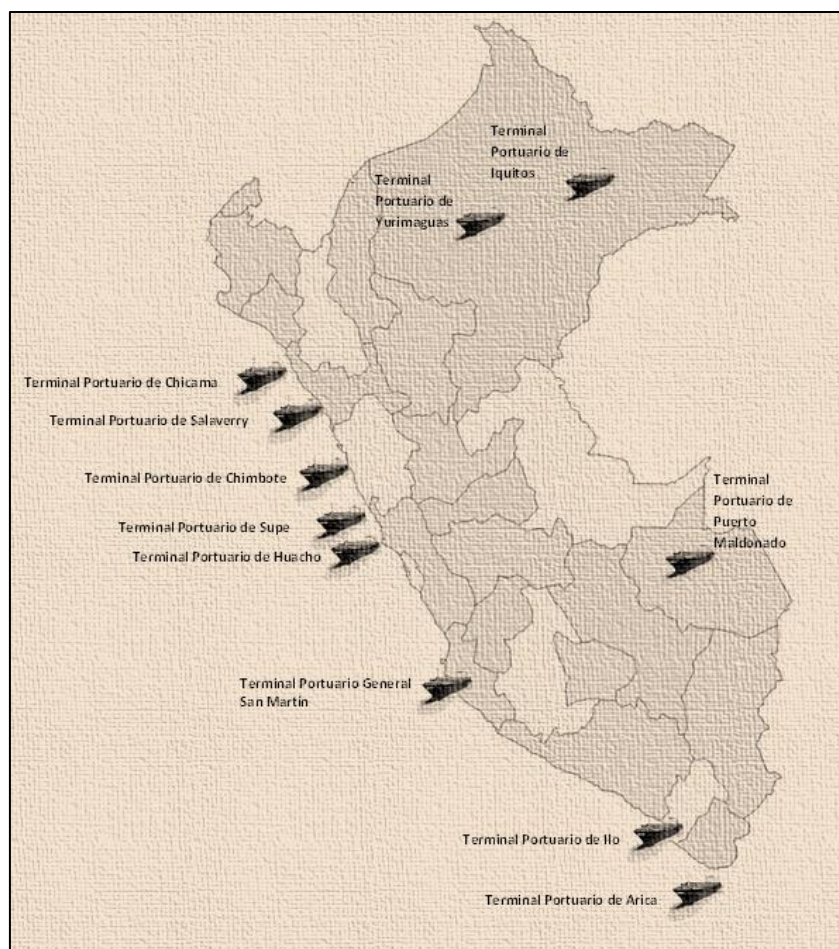 Terminal
Portuario de
Iquitos
Terminal
Portuario de
Yurimaguas
Terminal Portuario de Chicama
Terminal Portuario de Salaverry
Terminal Portuario de Chimbote
Terminal Portuario de Supe
Terminal Portuario de Huacho
Terminal
Portuario de
Puerto
Maldonado
Terminal Portuario General
San Martín
Terminal Portuario de Ilo
Terminal Portuario de Arica